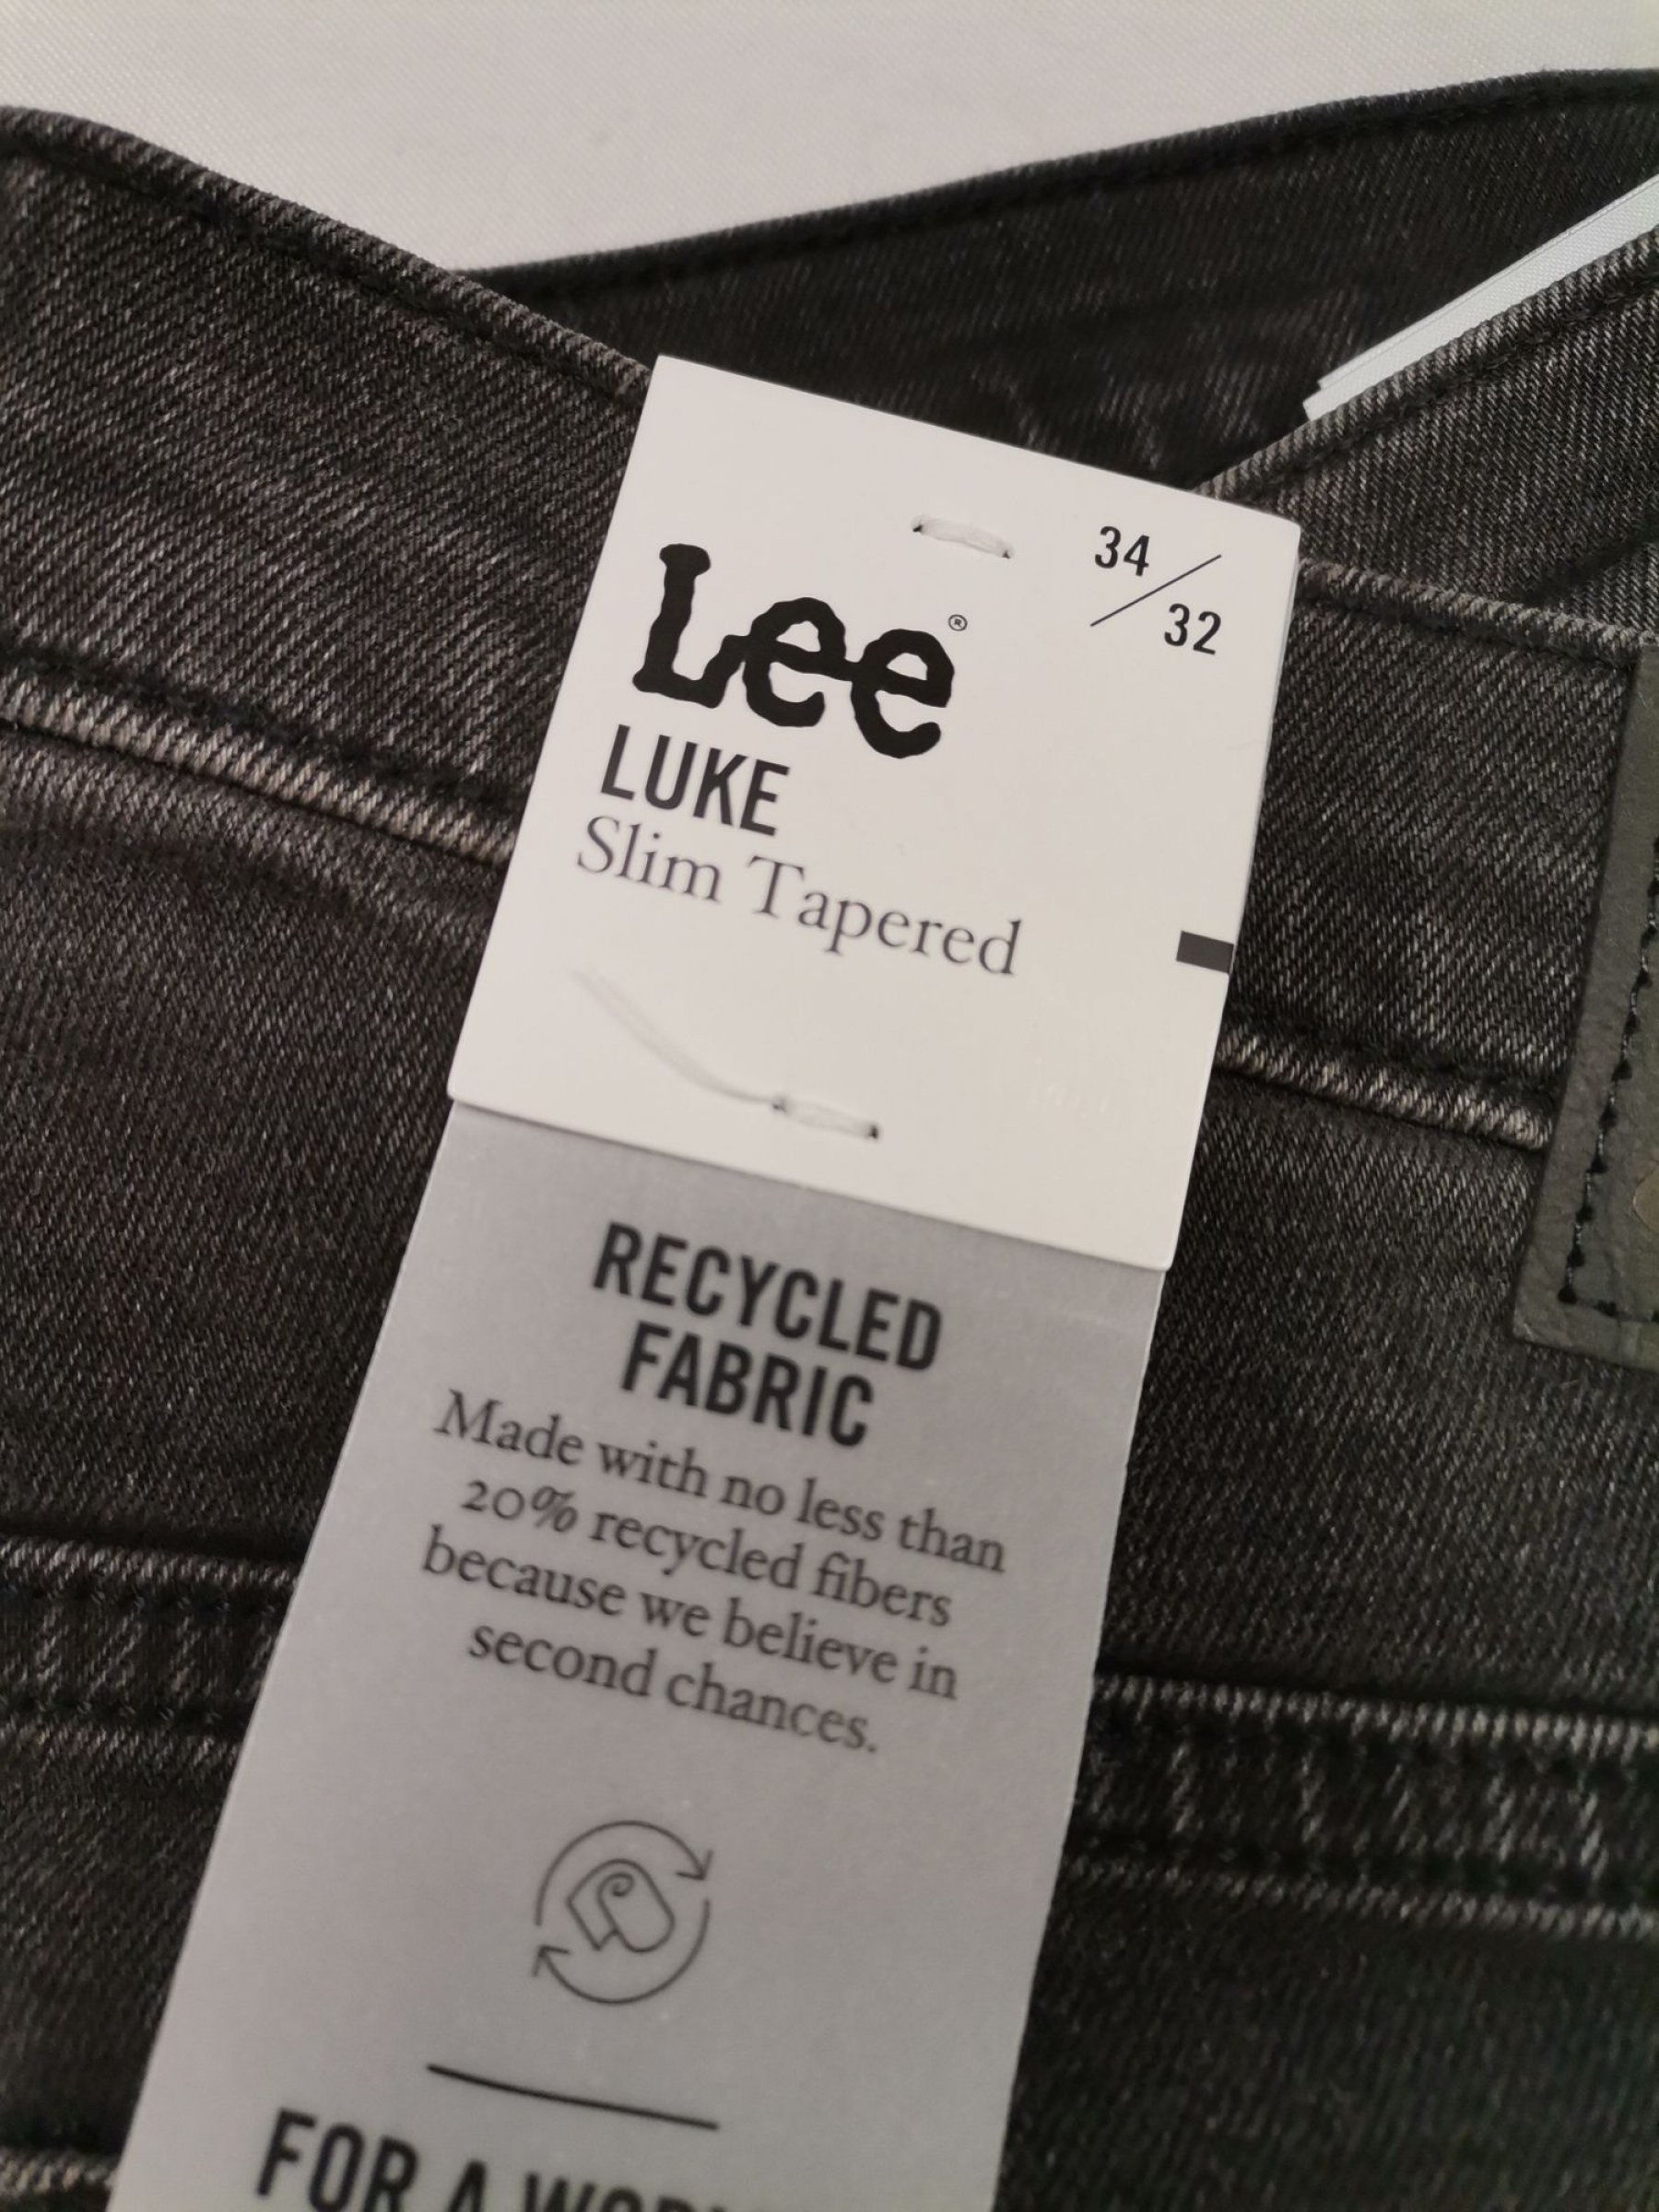 Lee®
34/32
LUKE
Slim Tapered
RECYCLED
FABRIC
Made with no less than
20% recycled fibers
because we believe in
second chances.
FOR A